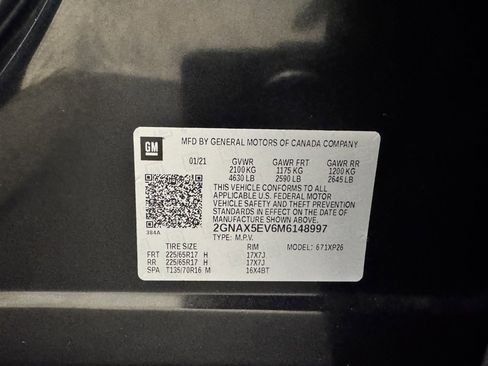 GM
MFD BY GENERAL MOTORS OF CANADA COMPANY
01/21 GVWR GAWR FRT GAWR RR
2100 KG 1175 KG 1200 KG
4630 LB 2590 LB 2645 LB
THIS VEHICLE CONFORMS TO ALL
APPLICABLE U.S. FEDERAL MOTOR
VEHICLE SAFETY AND THEFT PREVENTION
STANDARDS IN EFFECT ON THE DATE OF
MANUFACTURE SHOWN ABOVE.
2GNAX5EV6M6148997
384A TYPE: M.P.V.
TIRE SIZE RIM MODEL: 671XP26
FRT 225/65R17 H 17X7J
RR 225/65R17 H 17X7J
SPA T135/70R16 M 16X4BT